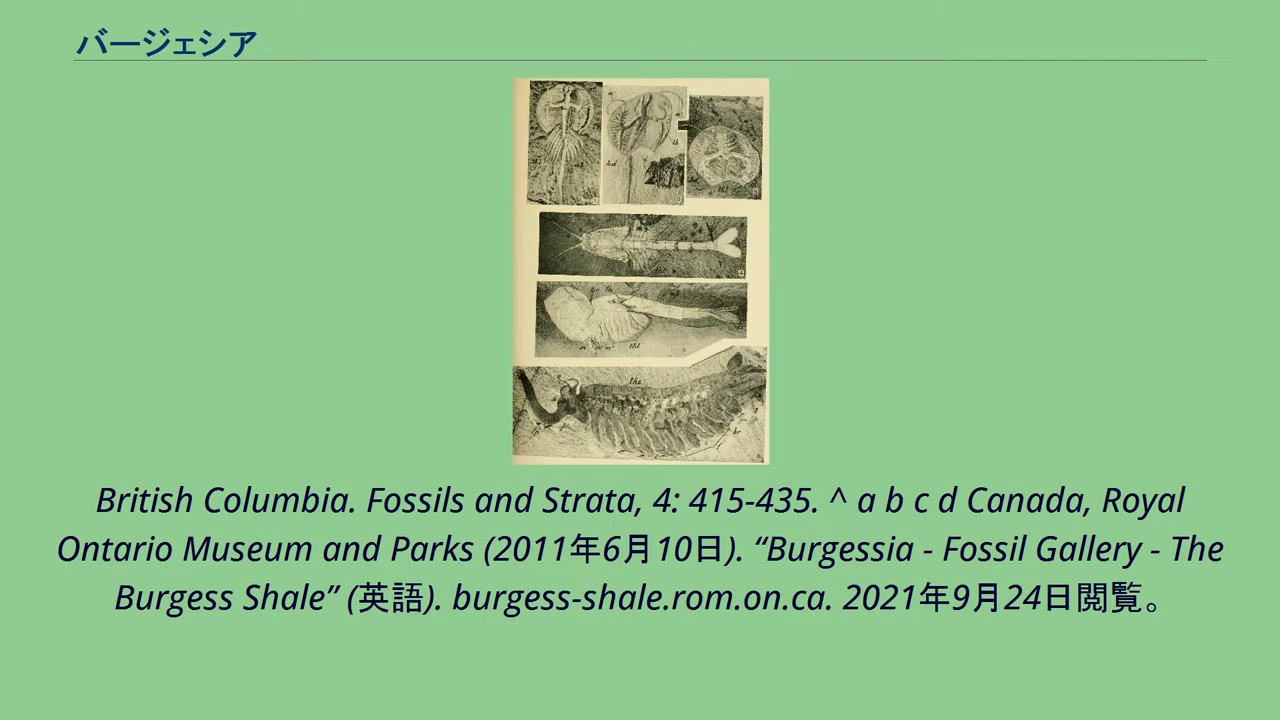 バージェシア
British Columbia. Fossils and Strata, 4: 415-435. ^ a b c d Canada, Royal
Ontario Museum and Parks (2011年6月10日). “Burgessia - Fossil Gallery - The
Burgess Shale” (英語). burgess-shale.rom.on.ca. 2021年9月24日閲覧。